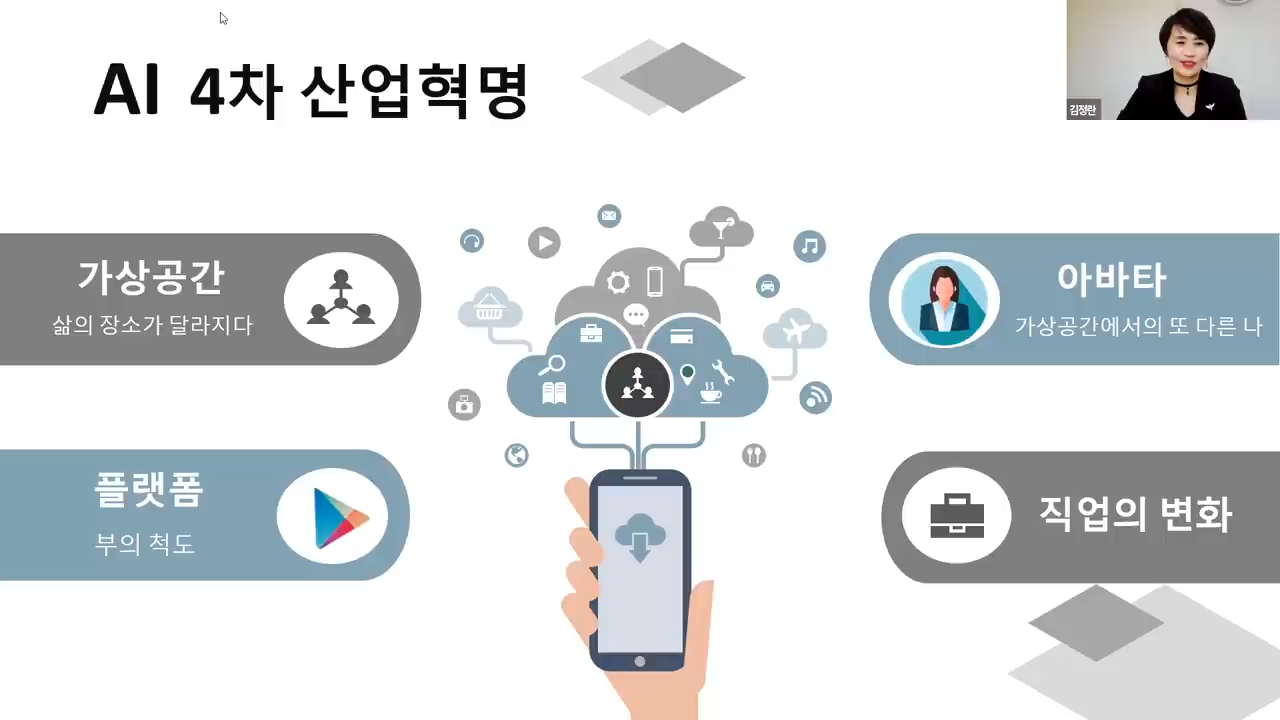 AI 4차 산업혁명
김정란
가상공간
삶의 장소가 달라지다
아바타
가상공간에서의 또 다른 나
플랫폼
부의 척도
직업의 변화